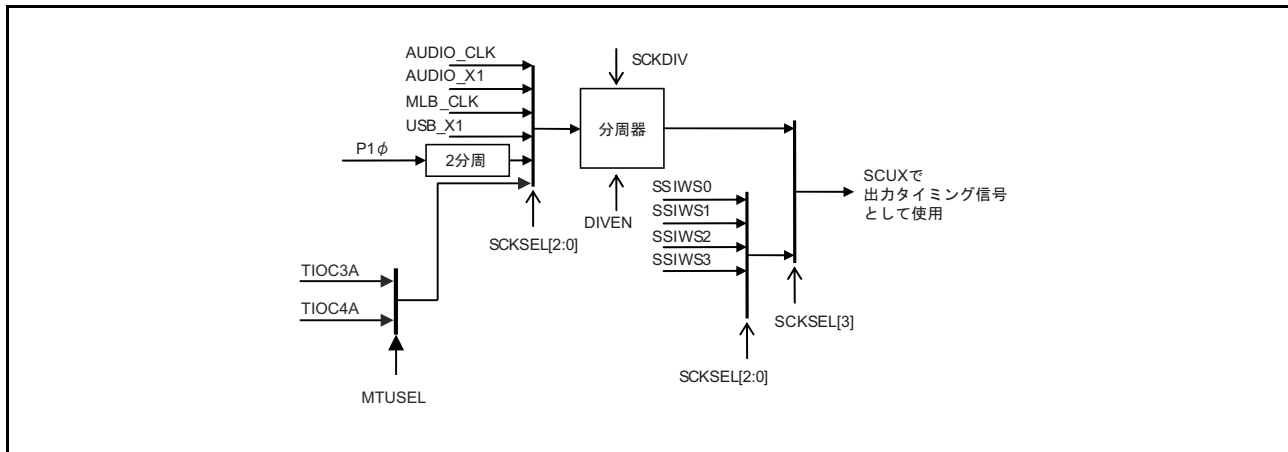 AUDIO_CLK
AUDIO_X1
MLB_CLK
USB_X1
P1φ
2分周
SCKSEL[2:0]
TIOC3A
TIOC4A
MTUSEL
SCKDIV
分周器
DIVEN
SSIWS0
SSIWS1
SSIWS2
SSIWS3
SCKSEL[2:0]
SCKSEL[3]
SCUXで
出力タイミング信号
として使用